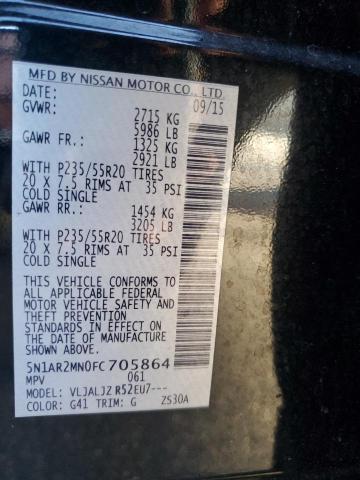 MFD BY NISSAN MOTOR CO., LTD
DATE: 09/15
GVWR: 2715 KG
5986 LB
GAWR FR.: 1325 KG
2921 LB
WITH P235/55R20 TIRES
20 X 7.5 RIMS AT 35 PSI
COLD SINGLE
GAWR RR.: 1454 KG
3205 LB
WITH P235/55R20 TIRES
20 X 7.5 RIMS AT 35 PSI
COLD SINGLE
THIS VEHICLE CONFORMS TO
ALL APPLICABLE FEDERAL
MOTOR VEHICLE SAFETY AND
THEFT PREVENTION
STANDARDS IN EFFECT ON
THE DATE OF MANUFACTURE
SHOWN ABOVE.
5N1AR2MN0FC705864
MPV 061
MODEL: VLJALJZ R52EU7---
COLOR: G41 TRIM: G ZS30A